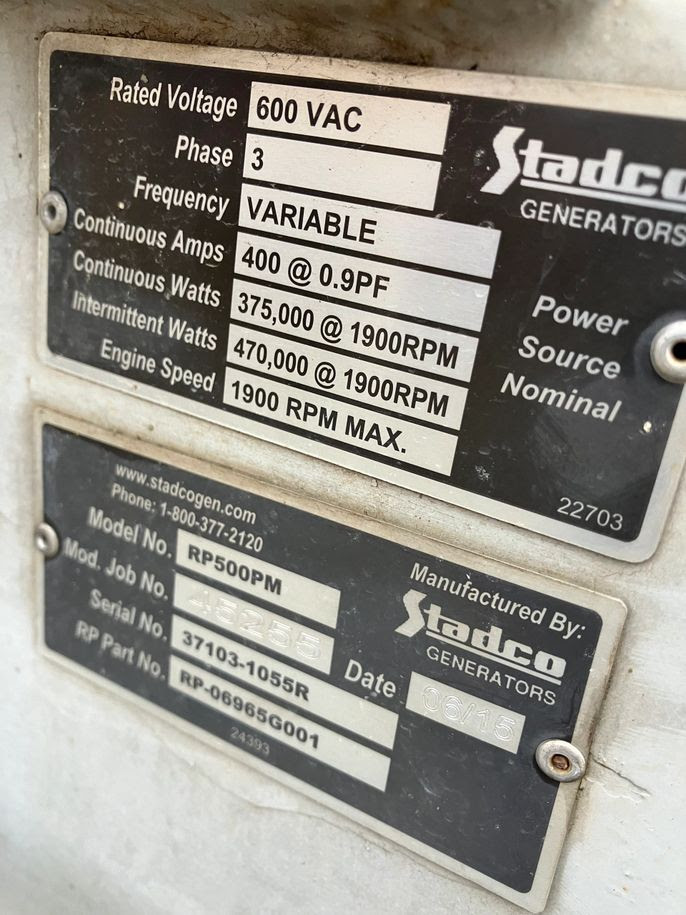 Rated Voltage 600 VAC
Phase 3
Frequency VARIABLE
Continuous Amps 400 @ 0.9PF
Continuous Watts 375,000 @ 1900RPM
Intermittent Watts 470,000 @ 1900RPM
Engine Speed 1900 RPM MAX.
Stadco
GENERATORS
Power
Source
Nominal
22703
www.stadcogen.com
Phone: 1-800-377-2120
Model No. RP500PM
Mod. Job No. 45255
Serial No. 37103-1055R
RP Part No. RP-06965G001
24393
Manufactured By:
Stadco
GENERATORS
Date 06/15